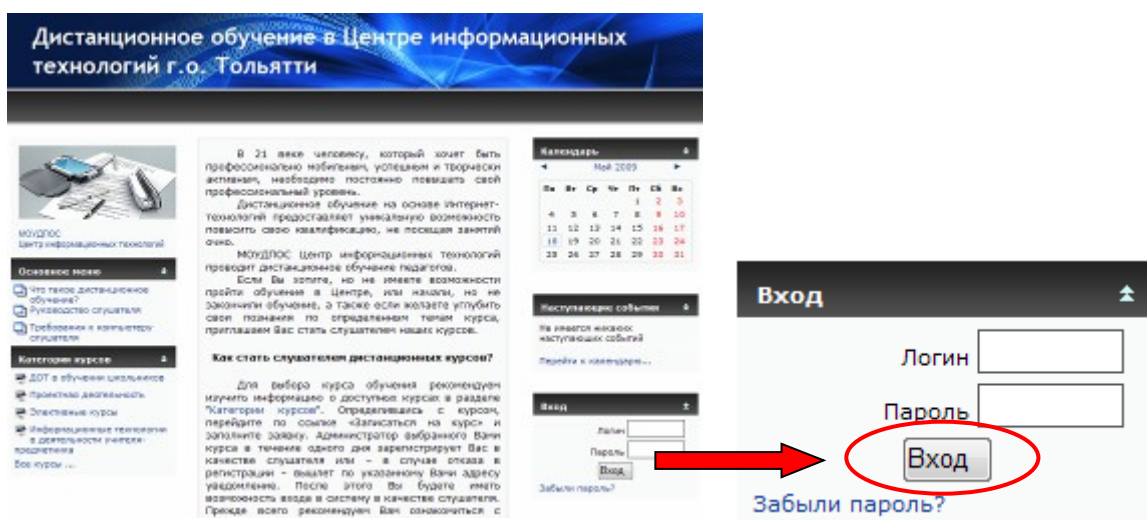 Дистанционное обучение в Центре информационных
технологий г.о. Тольятти
МОУДПОС
Центр информационных технологий
Основное меню
Что такое дистанционное
обучение?
Руководство слушателя
Требования к компьютеру
слушателя
Категории курсов
ДОТ в обучении школьников
Проектная деятельность
Элективные курсы
Информационные технологии
в деятельности учителя-
предметника
Все курсы ...
В 21 веке человеку, который хочет быть
профессионально мобильным, успешным и творчески
активным, необходимо постоянно повышать свой
профессиональный уровень.
Дистанционное обучение на основе Интернет-
технологий предоставляет уникальную возможность
повысить свою квалификацию, не посещая занятий
очно.
МОУДПОС Центр информационных технологий
проводит дистанционное обучение педагогов.
Если Вы хотите, но не имеете возможности
пройти обучение в Центре, или начали, но не
закончили обучение, а также если желаете углубить
свои познания по определенным темам курса,
приглашаем Вас стать слушателем наших курсов.
Как стать слушателем дистанционных курсов?
Для выбора курса обучения рекомендуем
изучить информацию о доступных курсах в разделе
"Категории курсов". Определившись с курсом,
перейдите по ссылке «Записаться на курс» и
заполните заявку. Администратор выбранного Вами
курса в течение одного дня зарегистрирует Вас в
качестве слушателя или – в случае отказа в
регистрации – вышлет по указанному Вами адресу
уведомление. После этого Вы будете иметь
возможность входа в систему в качестве слушателя.
Прежде всего рекомендуем Вам ознакомиться с
Календарь
Май 2009
Пн Вт Ср Чт Пт Сб Вс
1 2 3
4 5 6 7 8 9 10
11 12 13 14 15 16 17
18 19 20 21 22 23 24
25 26 27 28 29 30 31
Наступающие события
Не имеется никаких
наступающих событий
Перейти к календарю...
Вход
Логин
Пароль
Вход
Забыли пароль?
Вход
Логин
Пароль
Вход
Забыли пароль?